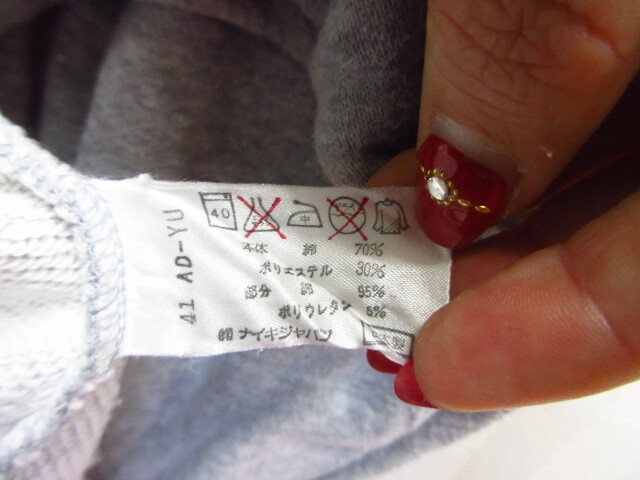 40 中
本体 綿 70%
ポリエステル 30%
部分 綿 95%
ポリウレタン 5%
㈱ ナイキジャパン
41 AD-YU